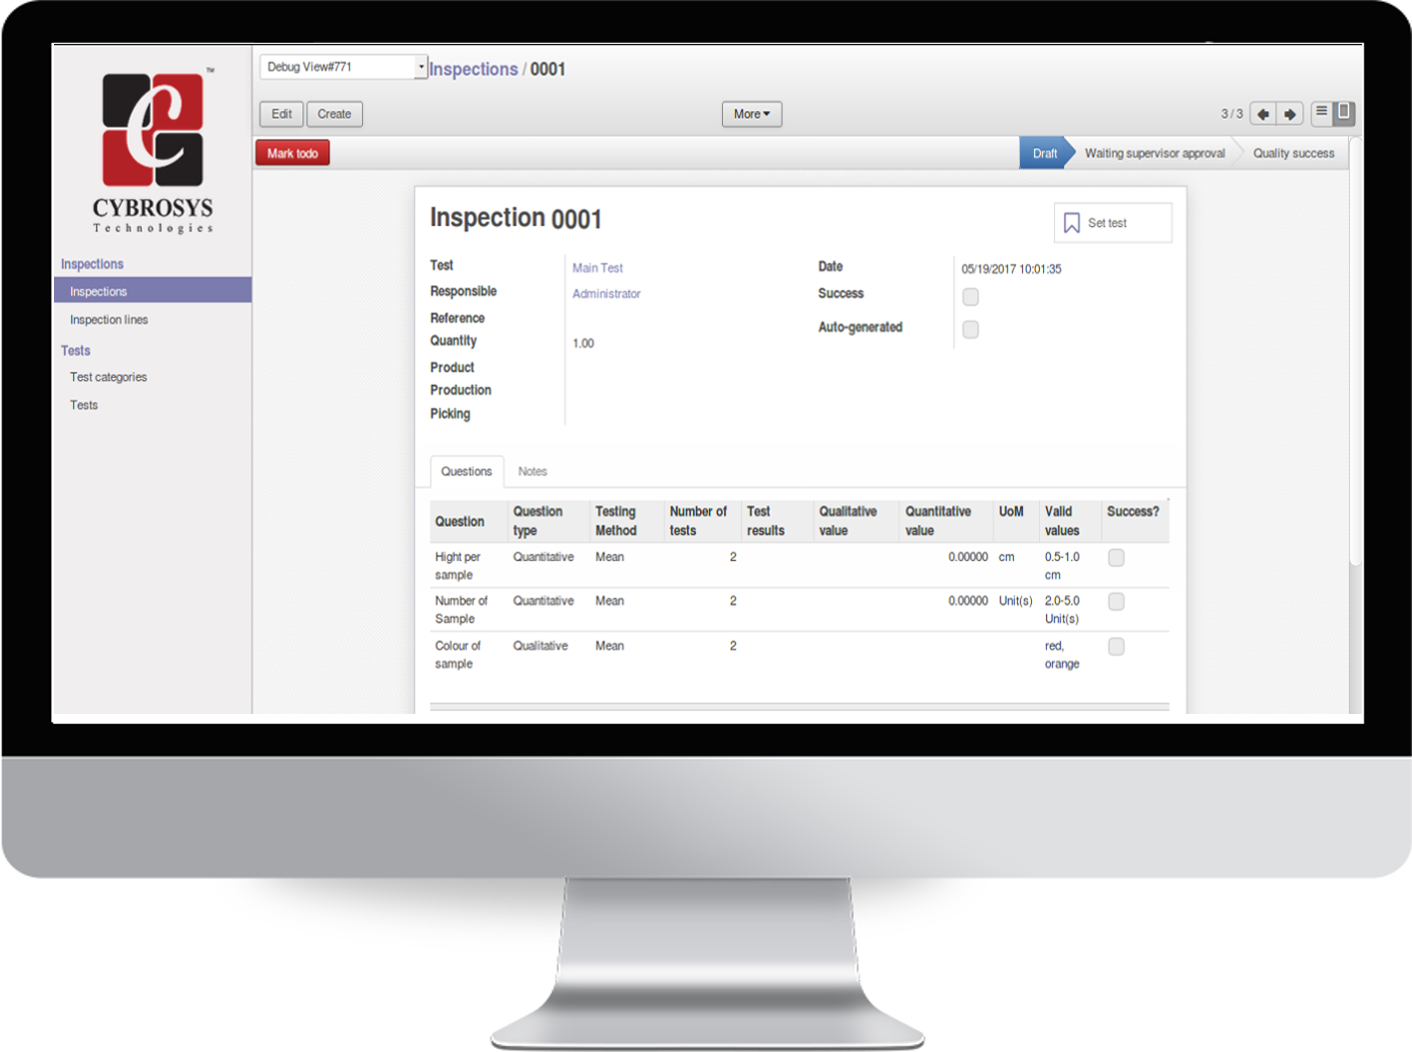 Debug View#771
Inspections / 0001
Edit
Create
More
3 / 3
Mark todo
Draft
Waiting supervisor approval
Quality success
TM
CYBROSYS
Technologies
Inspections
Inspections
Inspection lines
Tests
Test categories
Tests
Inspection 0001
Set test
Test Main Test
Responsible Administrator
Reference
Quantity 1.00
Product
Production
Picking
Date 05/19/2017 10:01:35
Success
Auto-generated
Questions Notes
Question Question type Testing Method Number of tests Test results Qualitative value Quantitative value UoM Valid values Success?
Hight per sample Quantitative Mean 2 0.00000 cm 0.5-1.0 cm
Number of Sample Quantitative Mean 2 0.00000 Unit(s) 2.0-5.0 Unit(s)
Colour of sample Qualitative Mean 2 red, orange